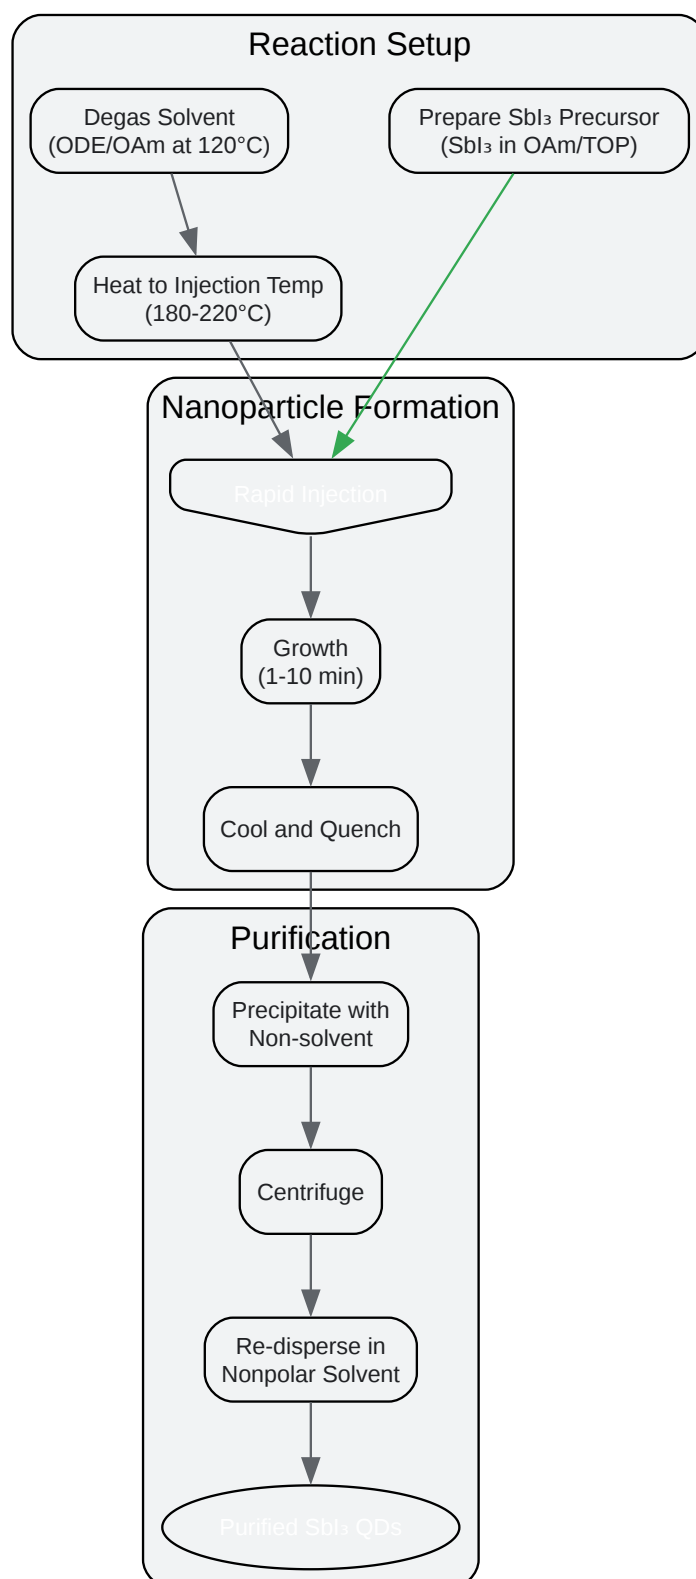 Reaction Setup
Degas Solvent
(ODE/OAm at 120°C)
Prepare SbI₃ Precursor
(SbI₃ in OAm/TOP)
Heat to Injection Temp
(180-220°C)
Nanoparticle Formation
Rapid Injection
Growth
(1-10 min)
Cool and Quench
Purification
Precipitate with
Non-solvent
Centrifuge
Re-disperse in
Nonpolar Solvent
Purified SbI₃ QDs